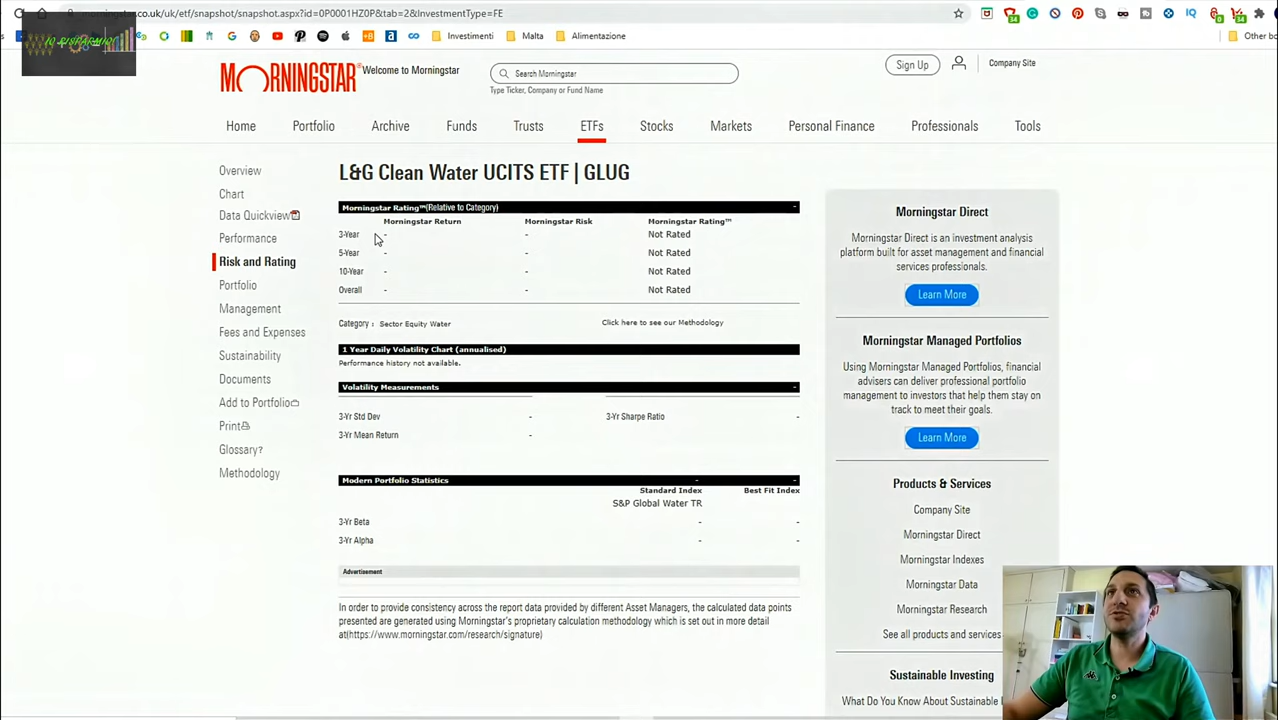 morningstar.co.uk/uk/etf/snapshot/snapshot.aspx?id=0P0001HZ0P&tab=2&InvestmentType=FE
Investimenti Malta Alimentazione Other bo
IQ RISPARMIO
MORNINGSTAR® Welcome to Morningstar
Search Morningstar
Type Ticker, Company or Fund Name
Sign Up
Company Site
Home Portfolio Archive Funds Trusts ETFs Stocks Markets Personal Finance Professionals Tools
Overview
Chart
Data Quickview
Performance
Risk and Rating
Portfolio
Management
Fees and Expenses
Sustainability
Documents
Add to Portfolio
Print
Glossary?
Methodology
L&G Clean Water UCITS ETF | GLUG
Morningstar Rating™(Relative to Category) -
Morningstar Return Morningstar Risk Morningstar Rating™
3-Year - - Not Rated
5-Year - - Not Rated
10-Year - - Not Rated
Overall - - Not Rated
Category : Sector Equity Water Click here to see our Methodology
1 Year Daily Volatility Chart (annualised)
Performance history not available.
Volatility Measurements -
3-Yr Std Dev - 3-Yr Sharpe Ratio -
3-Yr Mean Return -
Modern Portfolio Statistics - -
Standard Index Best Fit Index
S&P Global Water TR
3-Yr Beta - -
3-Yr Alpha - -
Advertisement
In order to provide consistency across the report data provided by different Asset Managers, the calculated data points
presented are generated using Morningstar's proprietary calculation methodology which is set out in more detail
at(https://www.morningstar.com/research/signature)
Morningstar Direct
Morningstar Direct is an investment analysis
platform built for asset management and financial
services professionals.
Learn More
Morningstar Managed Portfolios
Using Morningstar Managed Portfolios, financial
advisers can deliver professional portfolio
management to investors that help them stay on
track to meet their goals.
Learn More
Products & Services
Company Site
Morningstar Direct
Morningstar Indexes
Morningstar Data
Morningstar Research
See all products and services
Sustainable Investing
What Do You Know About Sustainable I